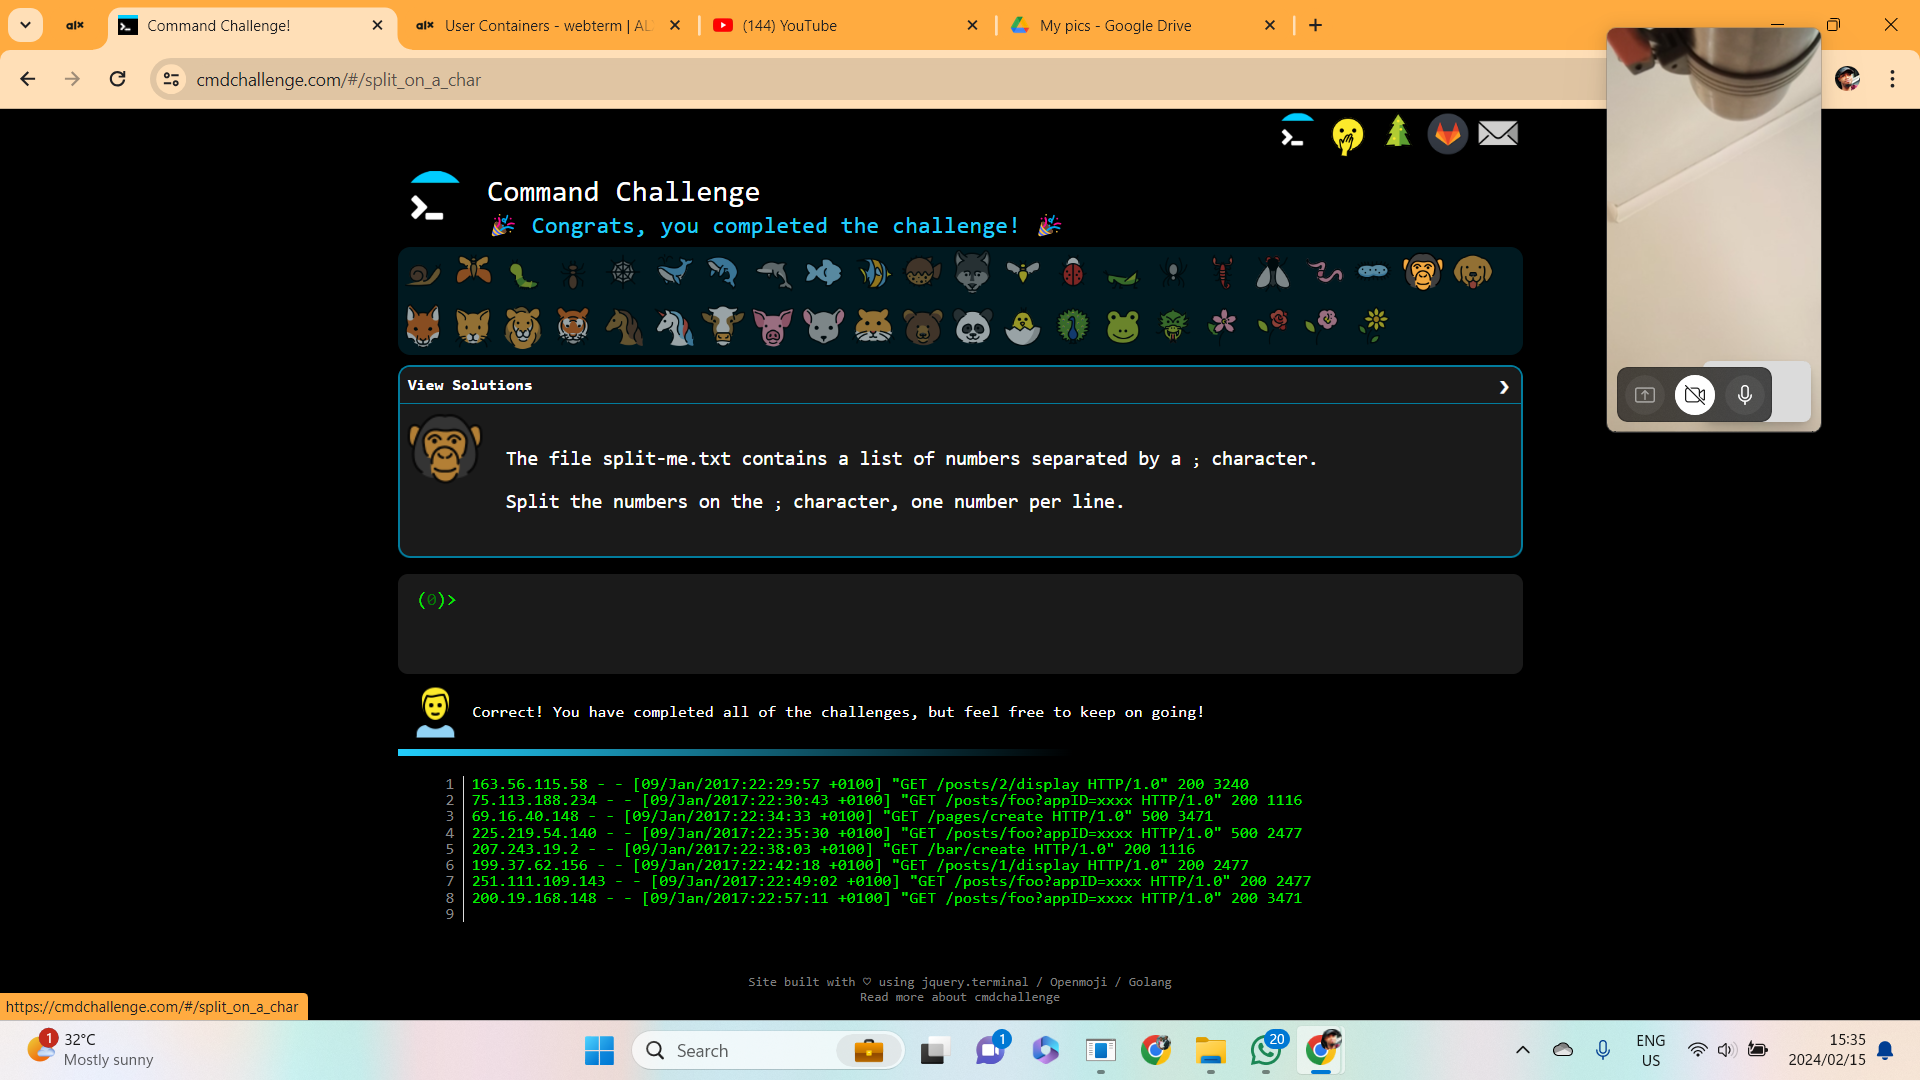 alx
Command Challenge!
alx
User Containers - webterm | AL
(144) YouTube
My pics - Google Drive
cmdchallenge.com/#/split_on_a_char
Command Challenge
Congrats, you completed the challenge!
View Solutions
The file split-me.txt contains a list of numbers separated by a ; character.
Split the numbers on the ; character, one number per line.
(0)>
Correct! You have completed all of the challenges, but feel free to keep on going!
1 163.56.115.58 - - [09/Jan/2017:22:29:57 +0100] "GET /posts/2/display HTTP/1.0" 200 3240
2 75.113.188.234 - - [09/Jan/2017:22:30:43 +0100] "GET /posts/foo?appID=xxxx HTTP/1.0" 200 1116
3 69.16.40.148 - - [09/Jan/2017:22:34:33 +0100] "GET /pages/create HTTP/1.0" 500 3471
4 225.219.54.140 - - [09/Jan/2017:22:35:30 +0100] "GET /posts/foo?appID=xxxx HTTP/1.0" 500 2477
5 207.243.19.2 - - [09/Jan/2017:22:38:03 +0100] "GET /bar/create HTTP/1.0" 200 1116
6 199.37.62.156 - - [09/Jan/2017:22:42:18 +0100] "GET /posts/1/display HTTP/1.0" 200 2477
7 251.111.109.143 - - [09/Jan/2017:22:49:02 +0100] "GET /posts/foo?appID=xxxx HTTP/1.0" 200 2477
8 200.19.168.148 - - [09/Jan/2017:22:57:11 +0100] "GET /posts/foo?appID=xxxx HTTP/1.0" 200 3471
9
Site built with ♡ using jquery.terminal / Openmoji / Golang
Read more about cmdchallenge
https://cmdchallenge.com/#/split_on_a_char
1
32°C
Mostly sunny
Search
1
20
ENG
US
15:35
2024/02/15